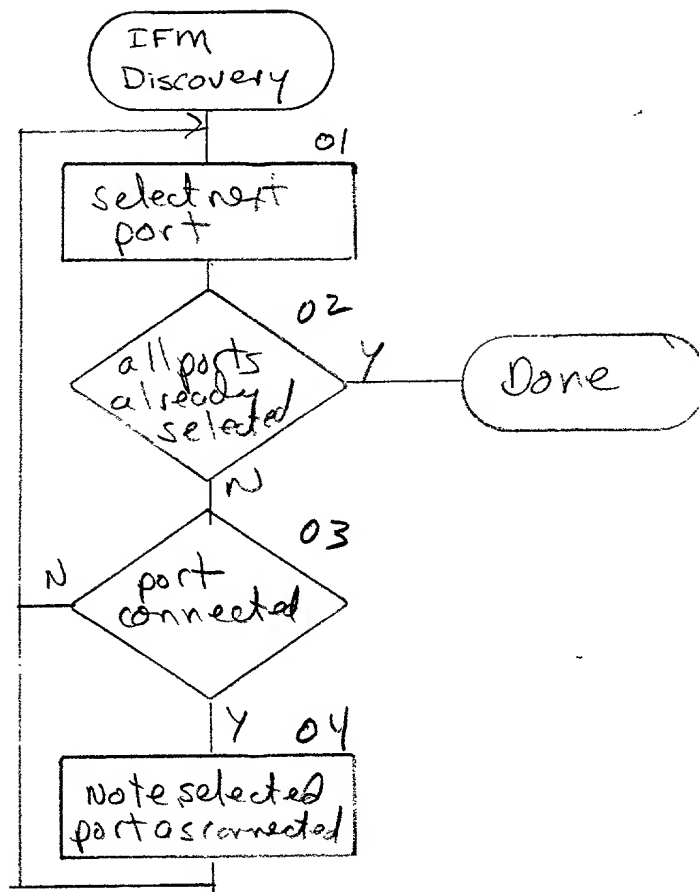 IFM
Discovery
01
select next
port
02
all ports
already
selected
Y
Done
N
03
port
connected
N
Y
04
Note selected
port as connected